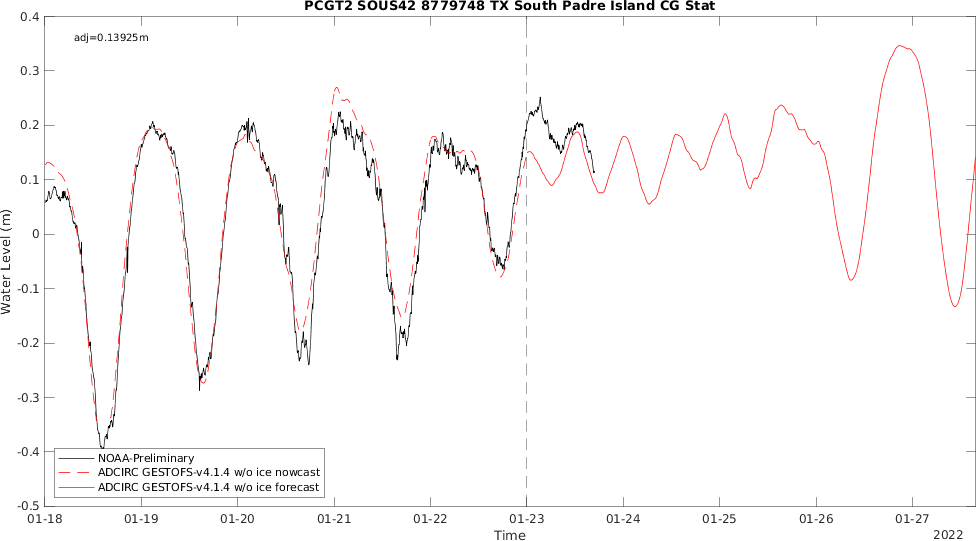 PCGT2 SOUS42 8779748 TX South Padre Island CG Stat
adj=0.13925m
0.4
0.3
0.2
0.1
0
-0.1
-0.2
-0.3
-0.4
-0.5
Water Level (m)
NOAA-Preliminary
ADCIRC GESTOFS-v4.1.4 w/o ice nowcast
ADCIRC GESTOFS-v4.1.4 w/o ice forecast
01-18 01-19 01-20 01-21 01-22 01-23 01-24 01-25 01-26 01-27
Time
2022